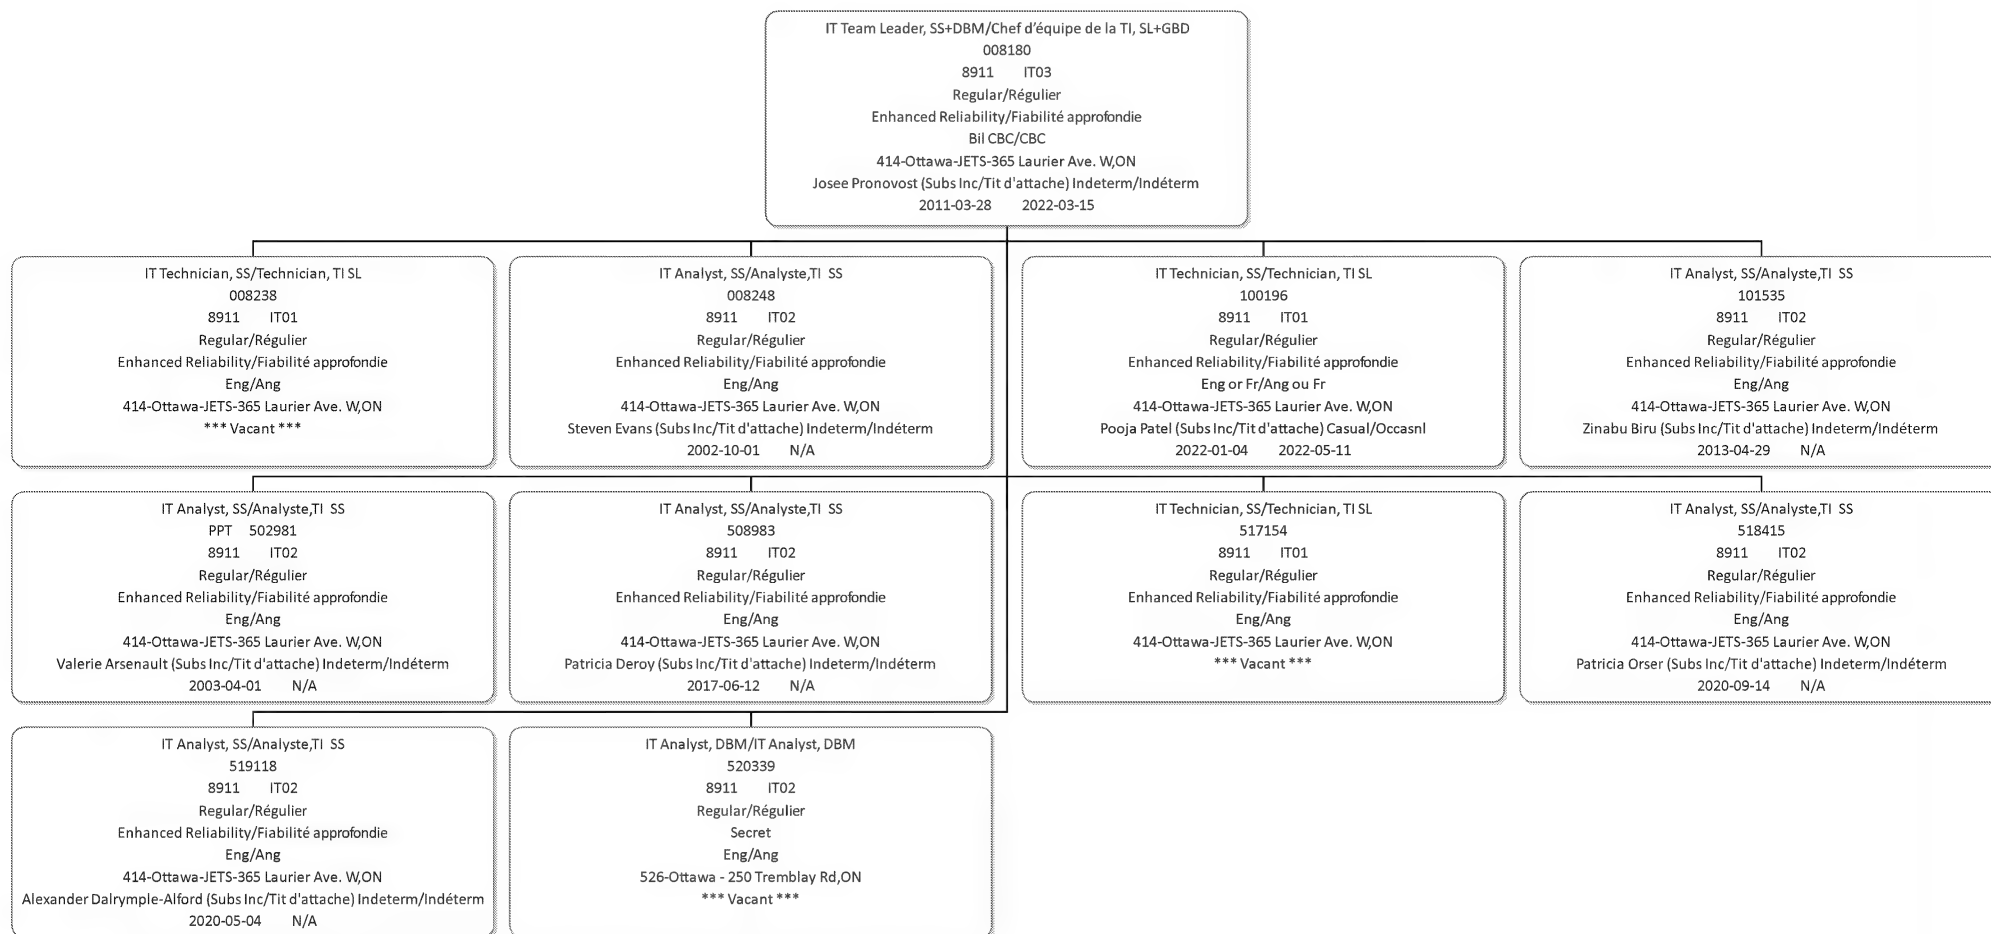 IT Team Leader, SS+DBM/Chef d’équipe de la TI, SL+GBD
008180
8911 IT03
Regular/Régulier
Enhanced Reliability/Fiabilité approfondie
Bil CBC/CBC
414-Ottawa-JETS-365 Laurier Ave. W,ON
Josee Pronovost (Subs Inc/Tit d'attache) Indeterm/Indéterm
2011-03-28 2022-03-15
IT Technician, SS/Technician, TI SL
008238
8911 IT01
Regular/Régulier
Enhanced Reliability/Fiabilité approfondie
Eng/Ang
414-Ottawa-JETS-365 Laurier Ave. W,ON
*** Vacant ***
IT Analyst, SS/Analyste,TI SS
008248
8911 IT02
Regular/Régulier
Enhanced Reliability/Fiabilité approfondie
Eng/Ang
414-Ottawa-JETS-365 Laurier Ave. W,ON
Steven Evans (Subs Inc/Tit d'attache) Indeterm/Indéterm
2002-10-01 N/A
IT Technician, SS/Technician, TI SL
100196
8911 IT01
Regular/Régulier
Enhanced Reliability/Fiabilité approfondie
Eng or Fr/Ang ou Fr
414-Ottawa-JETS-365 Laurier Ave. W,ON
Pooja Patel (Subs Inc/Tit d'attache) Casual/Occasnl
2022-01-04 2022-05-11
IT Analyst, SS/Analyste,TI SS
101535
8911 IT02
Regular/Régulier
Enhanced Reliability/Fiabilité approfondie
Eng/Ang
414-Ottawa-JETS-365 Laurier Ave. W,ON
Zinabu Biru (Subs Inc/Tit d'attache) Indeterm/Indéterm
2013-04-29 N/A
IT Analyst, SS/Analyste,TI SS
PPT 502981
8911 IT02
Regular/Régulier
Enhanced Reliability/Fiabilité approfondie
Eng/Ang
414-Ottawa-JETS-365 Laurier Ave. W,ON
Valerie Arsenault (Subs Inc/Tit d'attache) Indeterm/Indéterm
2003-04-01 N/A
IT Analyst, SS/Analyste,TI SS
508983
8911 IT02
Regular/Régulier
Enhanced Reliability/Fiabilité approfondie
Eng/Ang
414-Ottawa-JETS-365 Laurier Ave. W,ON
Patricia Deroy (Subs Inc/Tit d'attache) Indeterm/Indéterm
2017-06-12 N/A
IT Technician, SS/Technician, TI SL
517154
8911 IT01
Regular/Régulier
Enhanced Reliability/Fiabilité approfondie
Eng/Ang
414-Ottawa-JETS-365 Laurier Ave. W,ON
*** Vacant ***
IT Analyst, SS/Analyste,TI SS
518415
8911 IT02
Regular/Régulier
Enhanced Reliability/Fiabilité approfondie
Eng/Ang
414-Ottawa-JETS-365 Laurier Ave. W,ON
Patricia Orser (Subs Inc/Tit d'attache) Indeterm/Indéterm
2020-09-14 N/A
IT Analyst, SS/Analyste,TI SS
519118
8911 IT02
Regular/Régulier
Enhanced Reliability/Fiabilité approfondie
Eng/Ang
414-Ottawa-JETS-365 Laurier Ave. W,ON
Alexander Dalrymple-Alford (Subs Inc/Tit d'attache) Indeterm/Indéterm
2020-05-04 N/A
IT Analyst, DBM/IT Analyst, DBM
520339
8911 IT02
Regular/Régulier
Secret
Eng/Ang
526-Ottawa - 250 Tremblay Rd,ON
*** Vacant ***